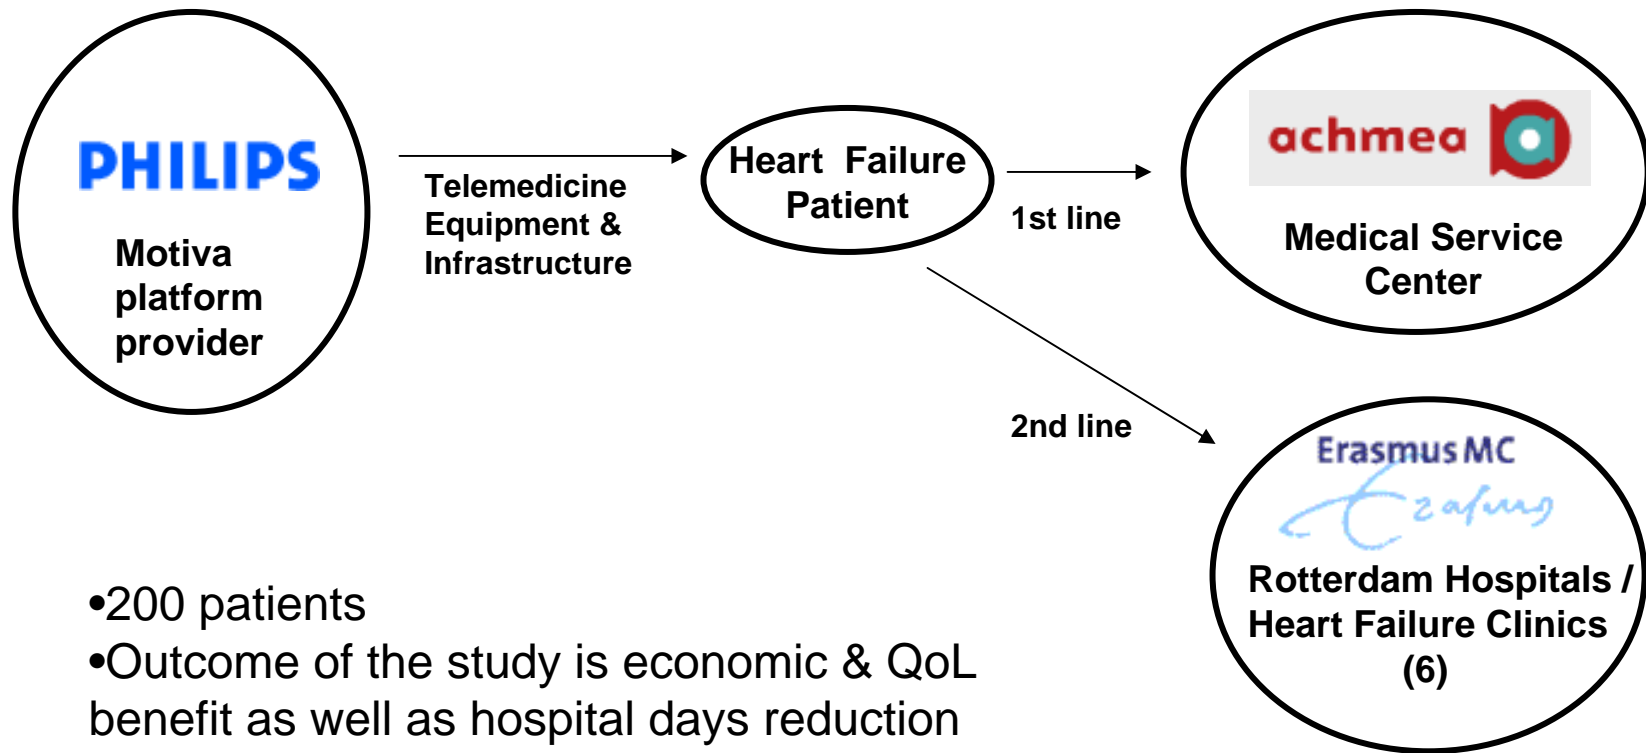 PHILIPS
Motiva
platform
provider
Telemedicine
Equipment &
Infrastructure
Heart Failure
Patient
1st line
achmea
Medical Service
Center
2nd line
Erasmus MC
Erasmus
Rotterdam Hospitals /
Heart Failure Clinics
(6)
•200 patients
•Outcome of the study is economic & QoL
benefit as well as hospital days reduction